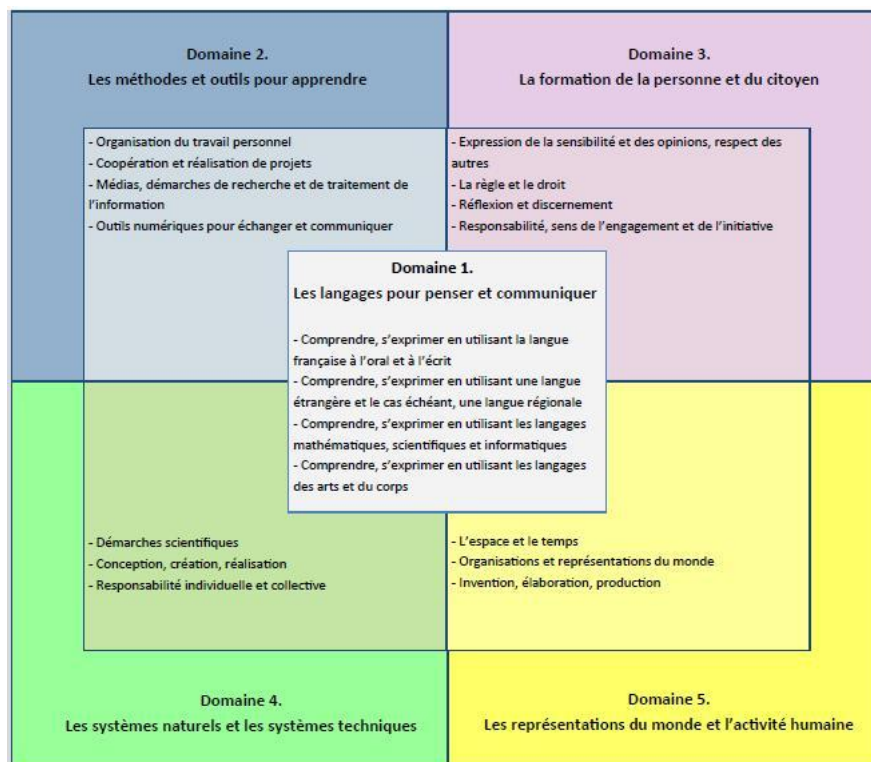 Domaine 2.
Les méthodes et outils pour apprendre
- Organisation du travail personnel
- Coopération et réalisation de projets
- Médias, démarches de recherche et de traitement de
l'information
- Outils numériques pour échanger et communiquer
Domaine 3.
La formation de la personne et du citoyen
- Expression de la sensibilité et des opinions, respect des
autres
- La règle et le droit
- Réflexion et discernement
- Responsabilité, sens de l'engagement et de l'initiative
Domaine 1.
Les langages pour penser et communiquer
- Comprendre, s'exprimer en utilisant la langue
française à l'oral et à l'écrit
- Comprendre, s'exprimer en utilisant une langue
étrangère et le cas échéant, une langue régionale
- Comprendre, s'exprimer en utilisant les langages
mathématiques, scientifiques et informatiques
- Comprendre, s'exprimer en utilisant les langages
des arts et du corps
- Démarches scientifiques
- Conception, création, réalisation
- Responsabilité individuelle et collective
Domaine 4.
Les systèmes naturels et les systèmes techniques
- L'espace et le temps
- Organisations et représentations du monde
- Invention, élaboration, production
Domaine 5.
Les représentations du monde et l'activité humaine